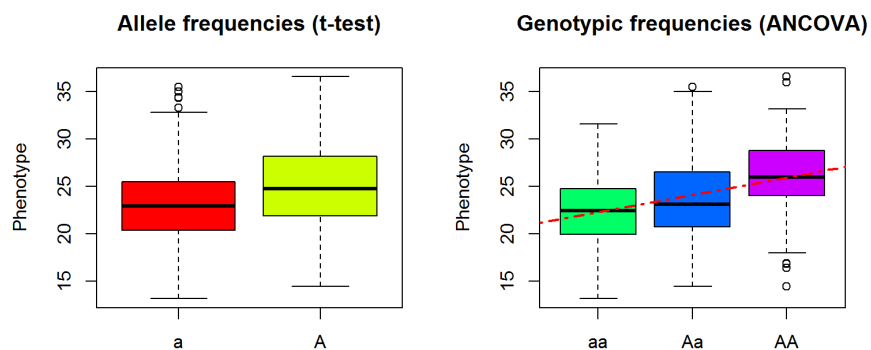 Allele frequencies (t-test)
Phenotype
35
30
25
20
15
a A
Genotypic frequencies (ANCOVA)
Phenotype
35
30
25
20
15
aa Aa AA